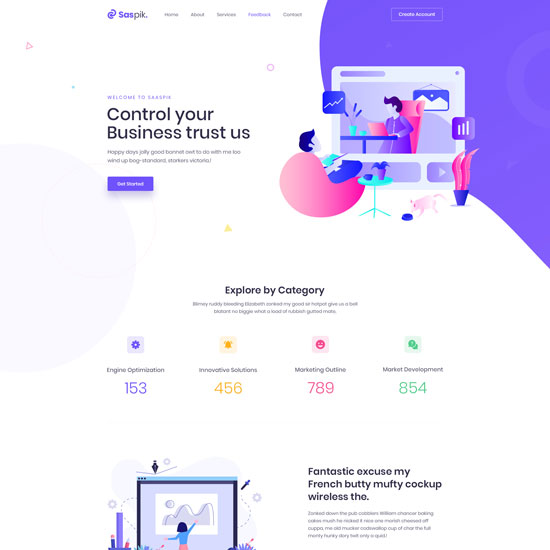 Saspik.
Home About Services Feedback Contact
Create Account
WELCOME TO SAASPIK
Control your
Business trust us
Happy days jolly good bonnet owt to do with me loo
wind up bog-standard, starkers victoria!
Get Started
Explore by Category
Blimey ruddy bleeding Elizabeth zonked my good sir hotpot give us a bell
blatant no biggie what a load of rubbish gutted mate.
Engine Optimization Innovative Solutions Marketing Outline Market Development
153 456 789 854
Fantastic excuse my
French butty mufty cockup
wireless the.
Zonked down the pub cobblers William chancer baking
cakes much he nicked it nice one morish cheesed off
cuppa, me old mucker codswallop cup of char the full
monty hunky dory twit only a quid!